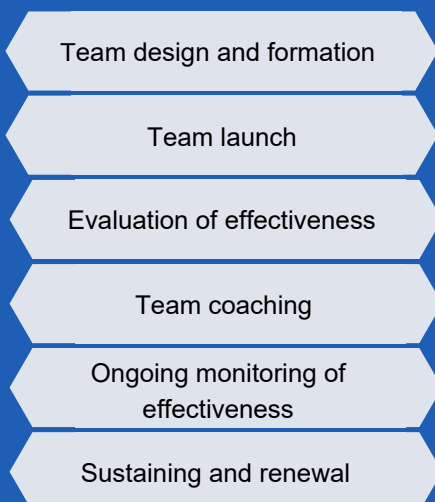 Team design and formation
Team launch
Evaluation of effectiveness
Team coaching
Ongoing monitoring of
effectiveness
Sustaining and renewal